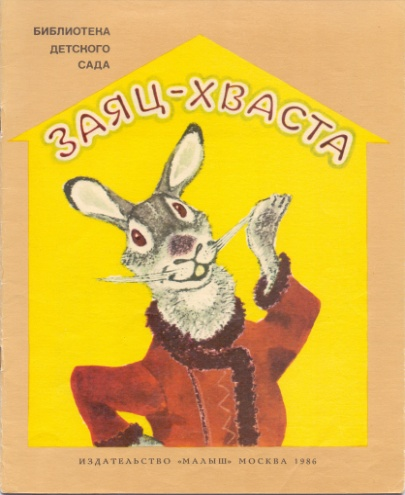 БИБЛИОТЕКА
ДЕТСКОГО
САДА
ЗАЯЦ-ХВАСТА
ИЗДАТЕЛЬСТВО «МАЛЫШ» МОСКВА 1986